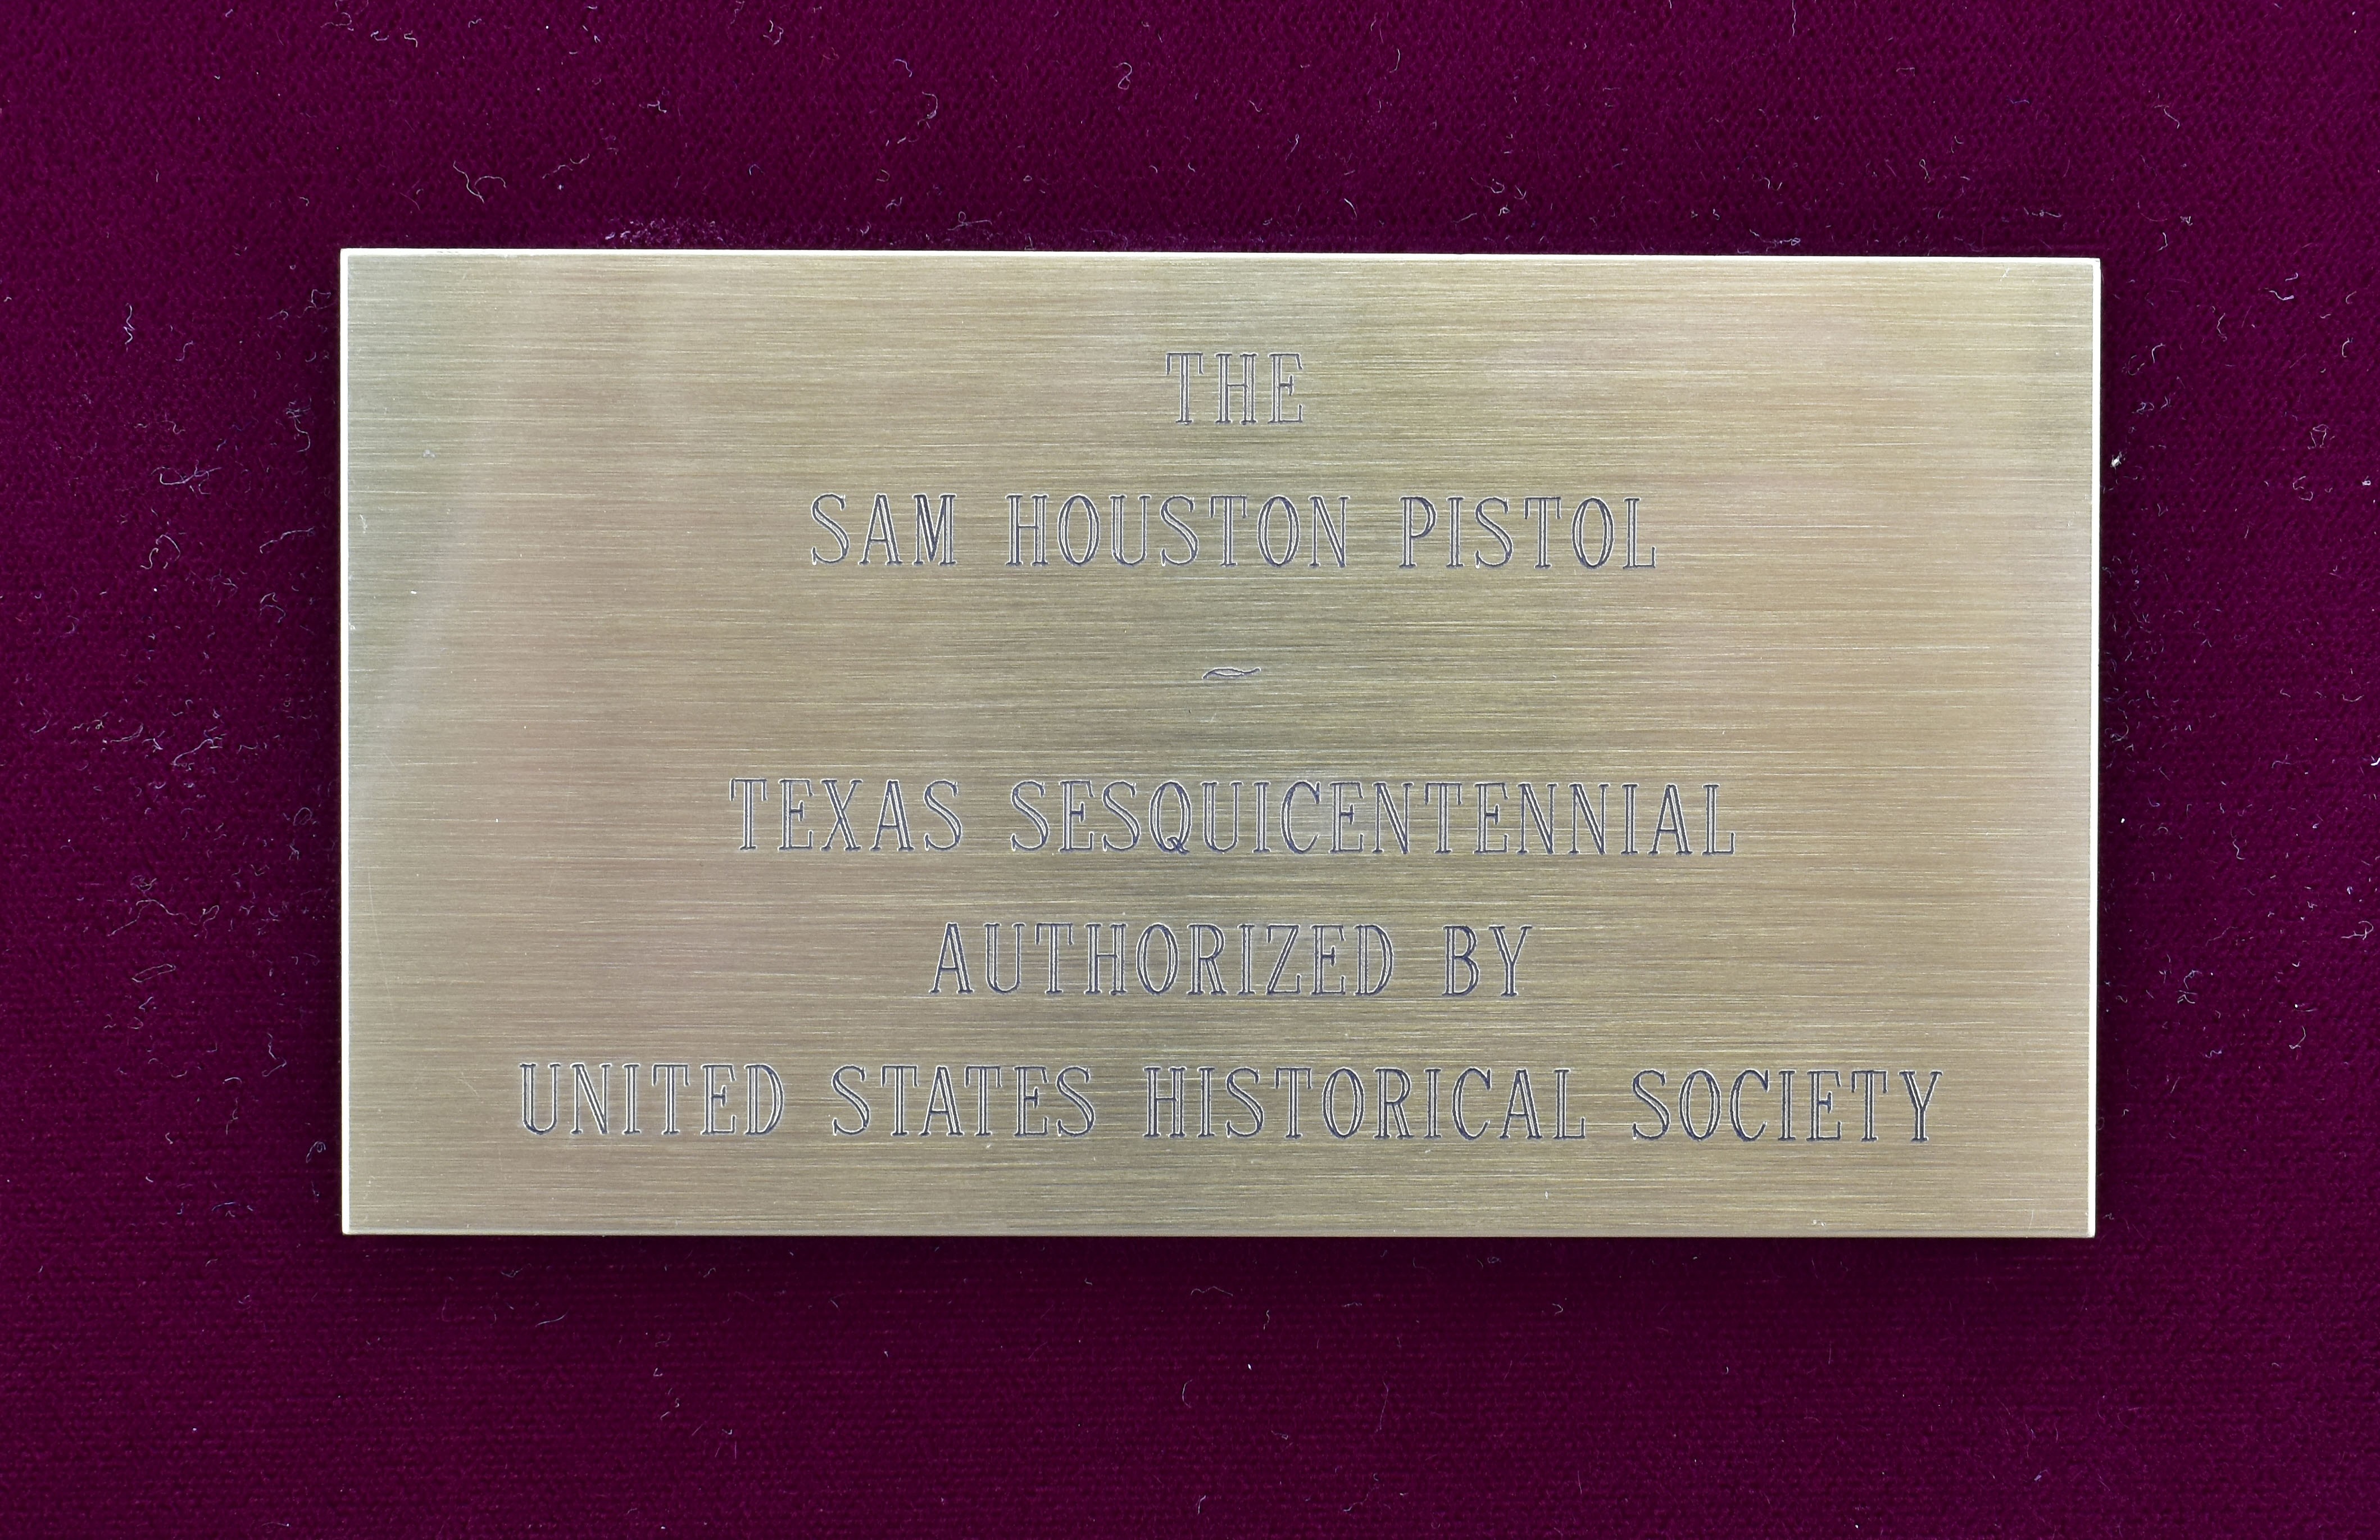 THE
SAM HOUSTON PISTOL
~
TEXAS SESQUICENTENNIAL
AUTHORIZED BY
UNITED STATES HISTORICAL SOCIETY